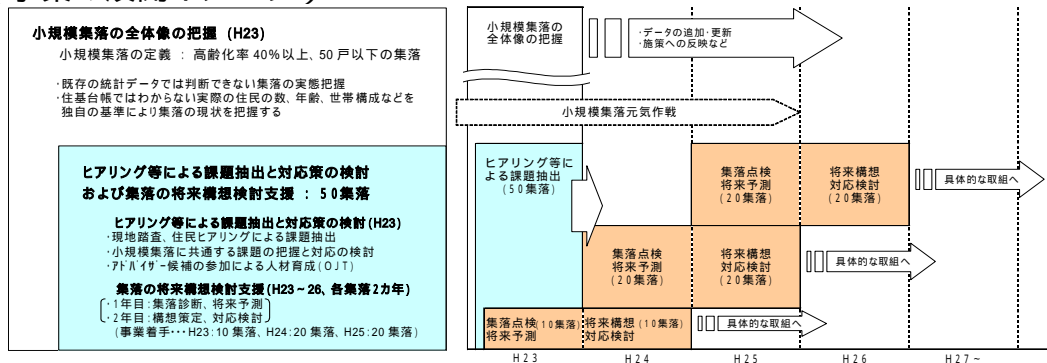 小規模集落の全体像の把握 (H23)
小規模集落の定義 ： 高齢化率 40%以上、50 戸以下の集落
・既存の統計データでは判断できない集落の実態把握
・住基台帳ではわからない実際の住民の数、年齢、世帯構成などを
独自の基準により集落の現状を把握する
ヒアリング等による課題抽出と対応策の検討
および集落の将来構想検討支援 ： 50集落
ヒアリング等による課題抽出と対応策の検討(H23)
・現地踏査、住民ヒアリングによる課題抽出
・小規模集落に共通する課題の把握と対応の検討
・ｱﾄﾞﾊﾞｲｻﾞｰ候補の参加による人材育成(OJT)
集落の将来構想検討支援(H23～26、各集落2カ年)
・1年目：集落診断、将来予測
・2年目：構想策定、対応検討
(事業着手･･･H23：10 集落、H24：20 集落、H25：20 集落)
小規模集落の
全体像の把握
・データの追加・更新
・施策への反映など
小規模集落元気作戦
ヒアリング等に
よる課題抽出
(50集落)
集落点検
将来予測
(20集落)
将来構想
対応検討
(20集落)
具体的な取組へ
集落点検
将来予測
(20集落)
将来構想
対応検討
(20集落)
具体的な取組へ
集落点検(10集落)
将来予測
将来構想(10集落)
対応検討
具体的な取組へ
H23
H24
H25
H26
H27～